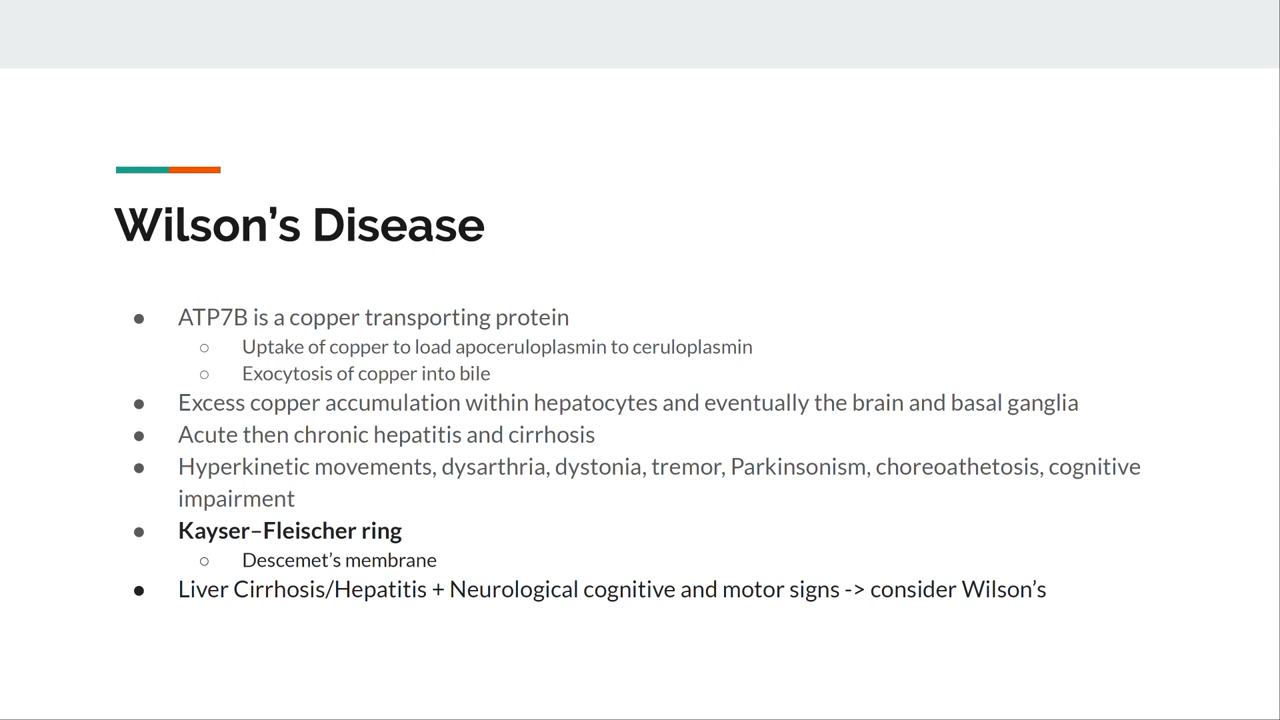 Wilson’s Disease
● ATP7B is a copper transporting protein
○ Uptake of copper to load apoceruloplasmin to ceruloplasmin
○ Exocytosis of copper into bile
● Excess copper accumulation within hepatocytes and eventually the brain and basal ganglia
● Acute then chronic hepatitis and cirrhosis
● Hyperkinetic movements, dysarthria, dystonia, tremor, Parkinsonism, choreoathetosis, cognitive
impairment
● Kayser–Fleischer ring
○ Descemet’s membrane
● Liver Cirrhosis/Hepatitis + Neurological cognitive and motor signs -> consider Wilson’s